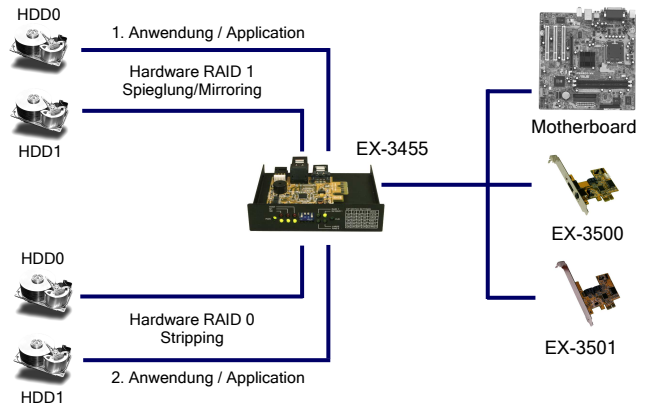 HDD0
1. Anwendung / Application
Hardware RAID 1
Spieglung/Mirroring
HDD1
EX-3455
Motherboard
EX-3500
HDD0
Hardware RAID 0
Stripping
EX-3501
2. Anwendung / Application
HDD1